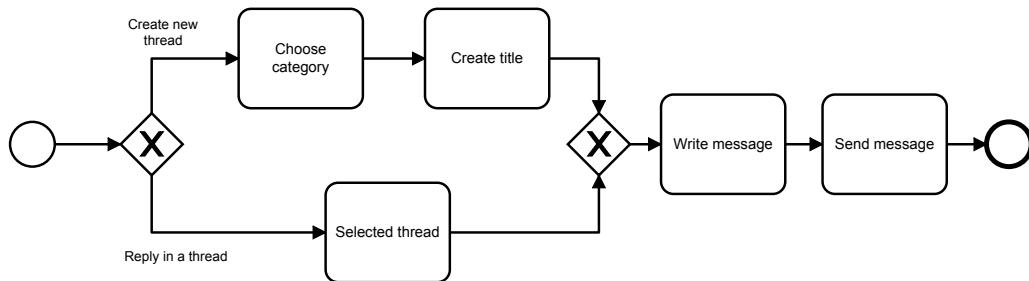 Create new
thread
Choose
category
Create title
Write message
Send message
Selected thread
Reply in a thread